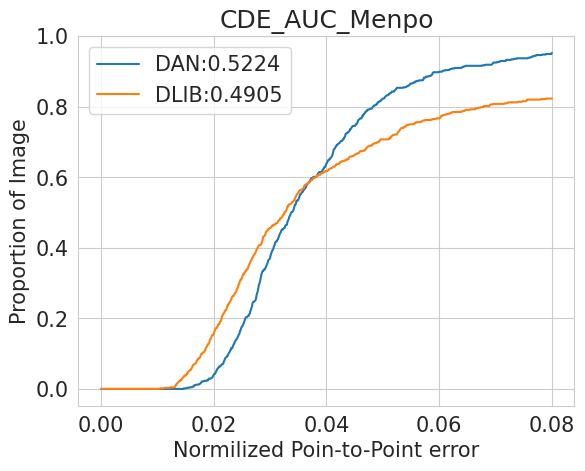 CDE_AUC_Menpo
DAN:0.5224
DLIB:0.4905
Proportion of Image
1.0
0.8
0.6
0.4
0.2
0.0
0.00 0.02 0.04 0.06 0.08
Normilized Poin-to-Point error